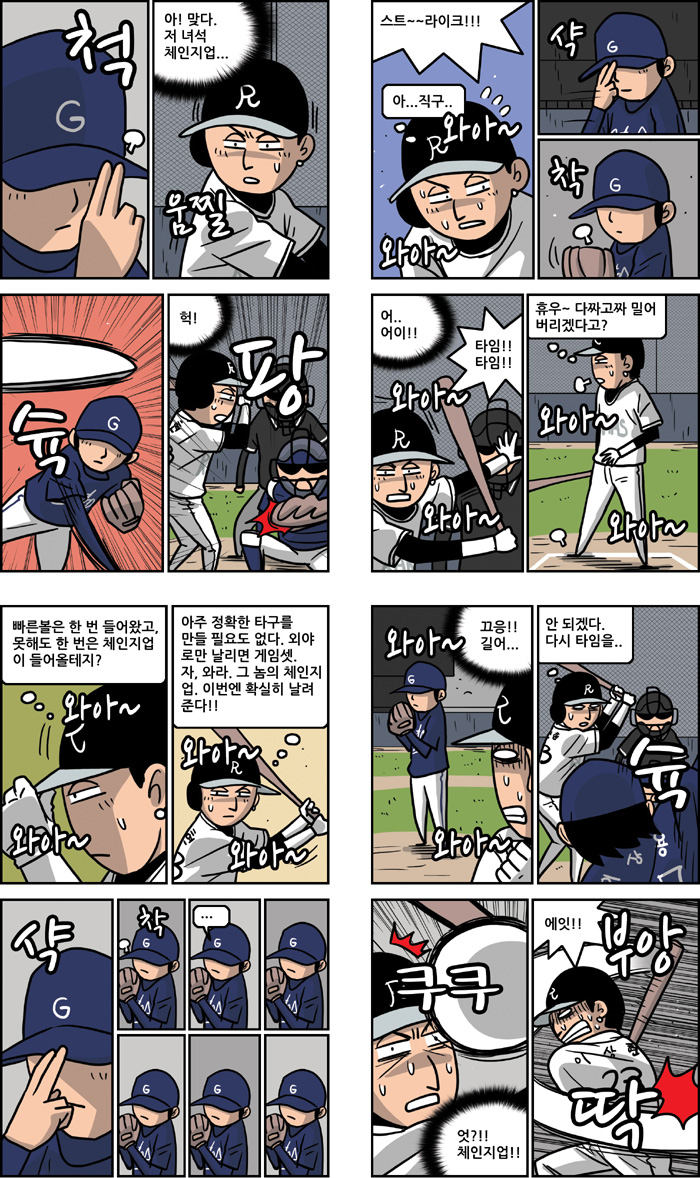 척
G
아! 맞다.
저 녀석
체인지업...
R
움찔
슉
G
헉!
R
팡
스트~~라이크!!!
아...직구..
R
와아~
와아~
샥
G
착
G
어..
어이!!
타임!!
타임!!
와아~
R
와아~
휴우~ 다짜고짜 밀어
버리겠다고?
와아~
와아~
빠른볼은 한 번 들어왔고,
못해도 한 번은 체인지업
이 들어올테지?
와아~
와아~
아주 정확한 타구를
만들 필요도 없다. 외야
로만 날리면 게임셋.
자, 와라. 그 놈의 체인지
업, 이번엔 확실히 날려
준다!!
와아~
R
와아~
샥
G
착
G
...
G
G
G
G
G
와아~
G
끄응!!
길어...
와아~
안 되겠다.
다시 타임을..
R
슉
쿠쿠
엇?!!
체인지업!!
에잇!!
부앙
R
딱